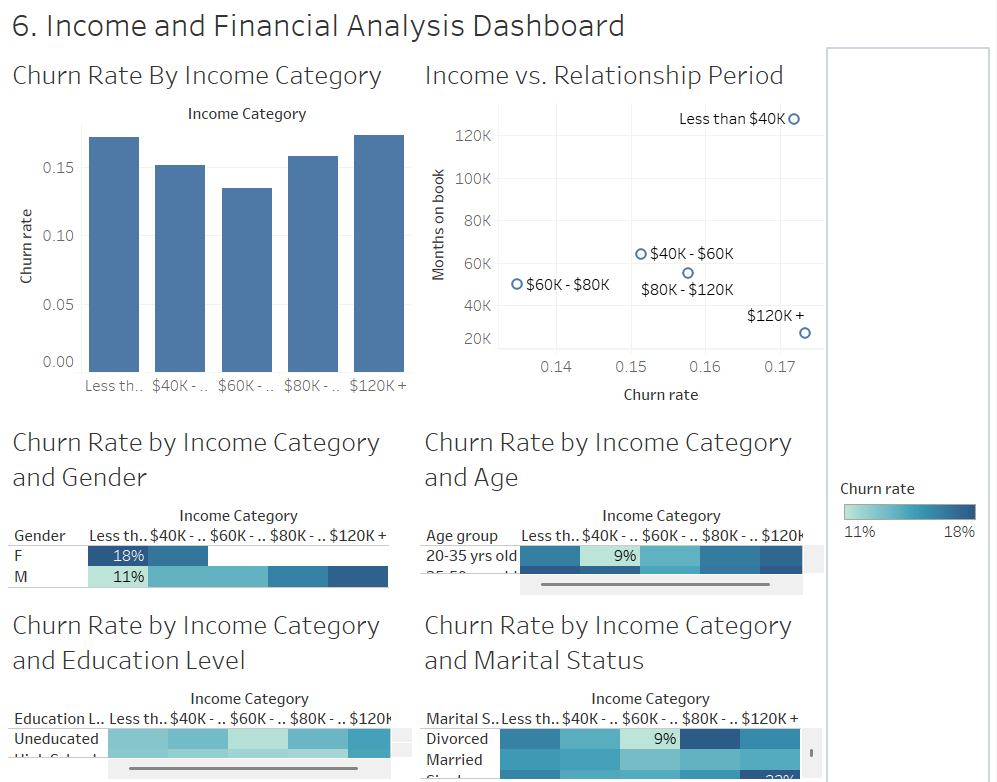 6. Income and Financial Analysis Dashboard
Churn Rate By Income Category
Income Category
Churn rate
0.15
0.10
0.05
0.00
Less th.. $40K - .. $60K - .. $80K - .. $120K +
Income vs. Relationship Period
Months on book
120K
100K
80K
60K
40K
20K
Less than $40K
$40K - $60K
$60K - $80K
$80K - $120K
$120K +
0.14 0.15 0.16 0.17
Churn rate
Churn rate
11% 18%
Churn Rate by Income Category
and Gender
Income Category
Gender Less th.. $40K - .. $60K - .. $80K - .. $120K +
F 18%
M 11%
Churn Rate by Income Category
and Age
Income Category
Age group Less th.. $40K - .. $60K - .. $80K - .. $120K
20-35 yrs old 9%
Churn Rate by Income Category
and Education Level
Income Category
Education L.. Less th.. $40K - .. $60K - .. $80K - .. $120K
Uneducated
Churn Rate by Income Category
and Marital Status
Income Category
Marital S.. Less th.. $40K - .. $60K - .. $80K - .. $120K +
Divorced 9%
Married